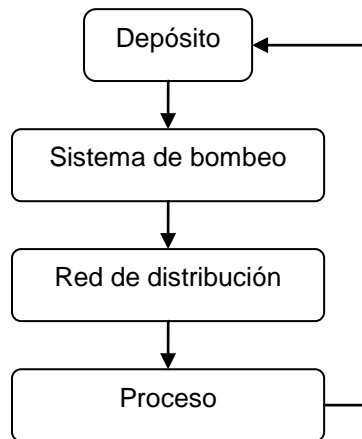 Depósito
Sistema de bombeo
Red de distribución
Proceso